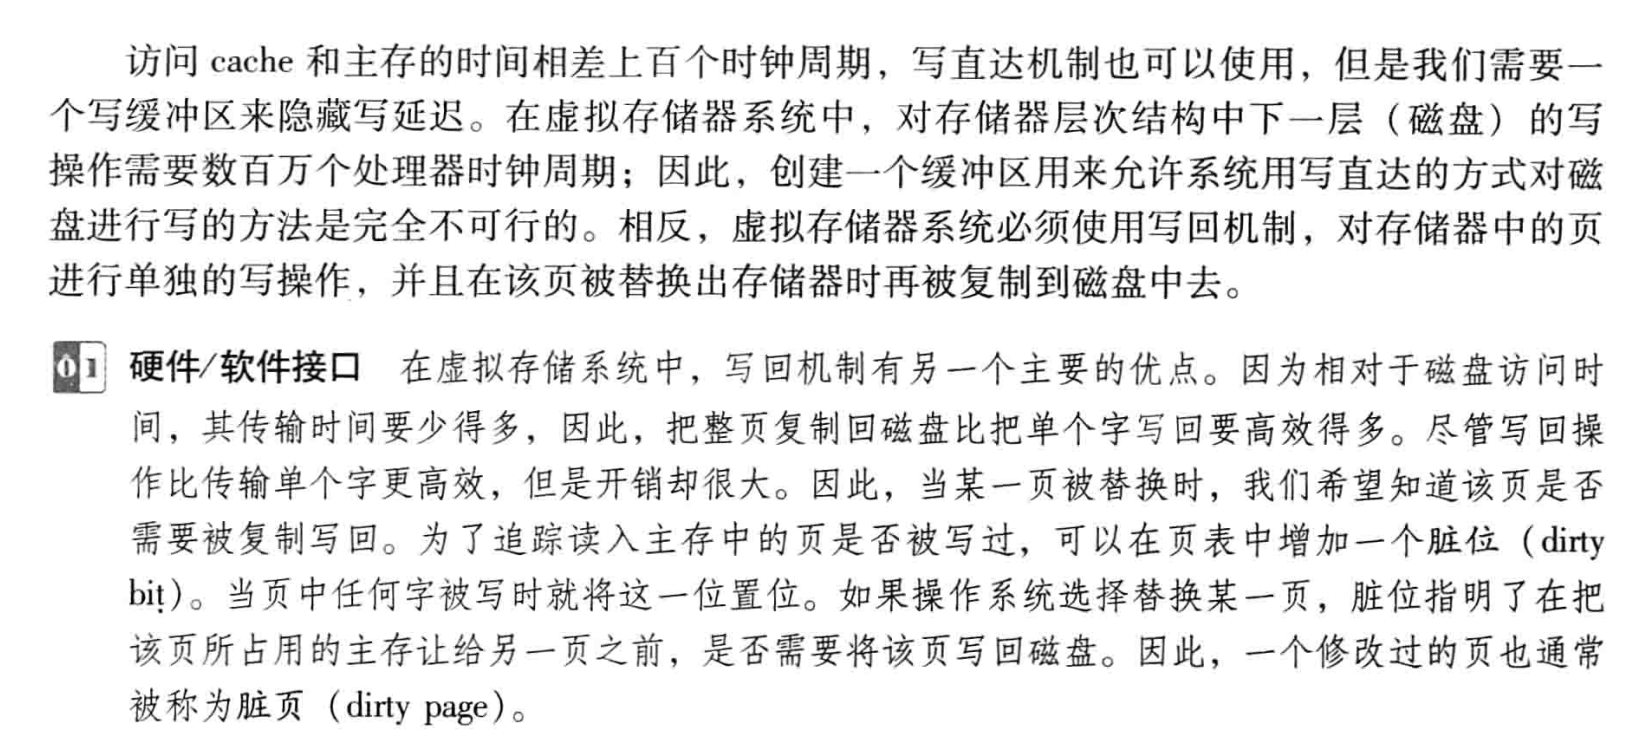 访问 cache 和主存的时间相差上百个时钟周期，写直达机制也可以使用，但是我们需要一
个写缓冲区来隐藏写延迟。在虚拟存储器系统中，对存储器层次结构中下一层（磁盘）的写
操作需要数百万个处理器时钟周期；因此，创建一个缓冲区用来允许系统用写直达的方式对磁
盘进行写的方法是完全不可行的。相反，虚拟存储器系统必须使用写回机制，对存储器中的页
进行单独的写操作，并且在该页被替换出存储器时再被复制到磁盘中去。
01 硬件/软件接口 在虚拟存储系统中，写回机制有另一个主要的优点。因为相对于磁盘访问时
间，其传输时间要少得多，因此，把整页复制回磁盘比把单个字写回要高效得多。尽管写回操
作比传输单个字更高效，但是开销却很大。因此，当某一页被替换时，我们希望知道该页是否
需要被复制写回。为了追踪读入主存中的页是否被写过，可以在页表中增加一个脏位（dirty
bit）。当页中任何字被写时就将这一位置位。如果操作系统选择替换某一页，脏位指明了在把
该页所占用的主存让给另一页之前，是否需要将该页写回磁盘。因此，一个修改过的页也通常
被称为脏页（dirty page）。